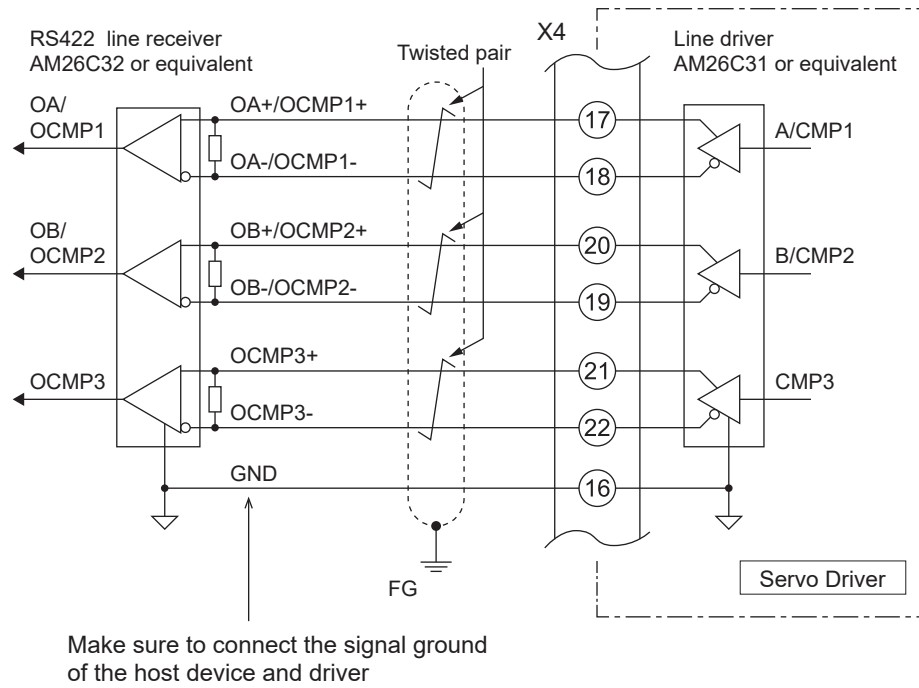 X4
RS422 line receiver
AM26C32 or equivalent
Twisted pair
Line driver
AM26C31 or equivalent
OA/
OCMP1
OA+/OCMP1+
17
A/CMP1
OA-/OCMP1-
18
OB/
OCMP2
OB+/OCMP2+
20
B/CMP2
OB-/OCMP2-
19
OCMP3
OCMP3+
21
CMP3
OCMP3-
22
GND
16
FG
Servo Driver
Make sure to connect the signal ground
of the host device and driver